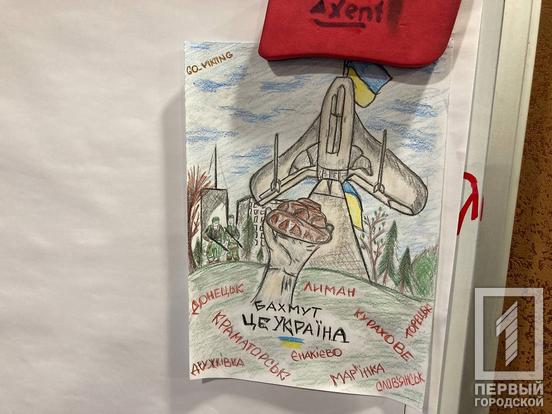 Axent
GO_VIKING
ДОНЕЦЬК
ЛИМАН
БАХМУТ
ЦЕ УКРАЇНА
КУРАХОВЕ
ТОРЕЦЬК
КРАМАТОРСЬК
ЄНАКІЄВО
ДРУЖКІВКА
МАР'ЇНКА
СЛОВ'ЯНСЬК
1
ПЕРВЫЙ
ГОРОДСКОЙ